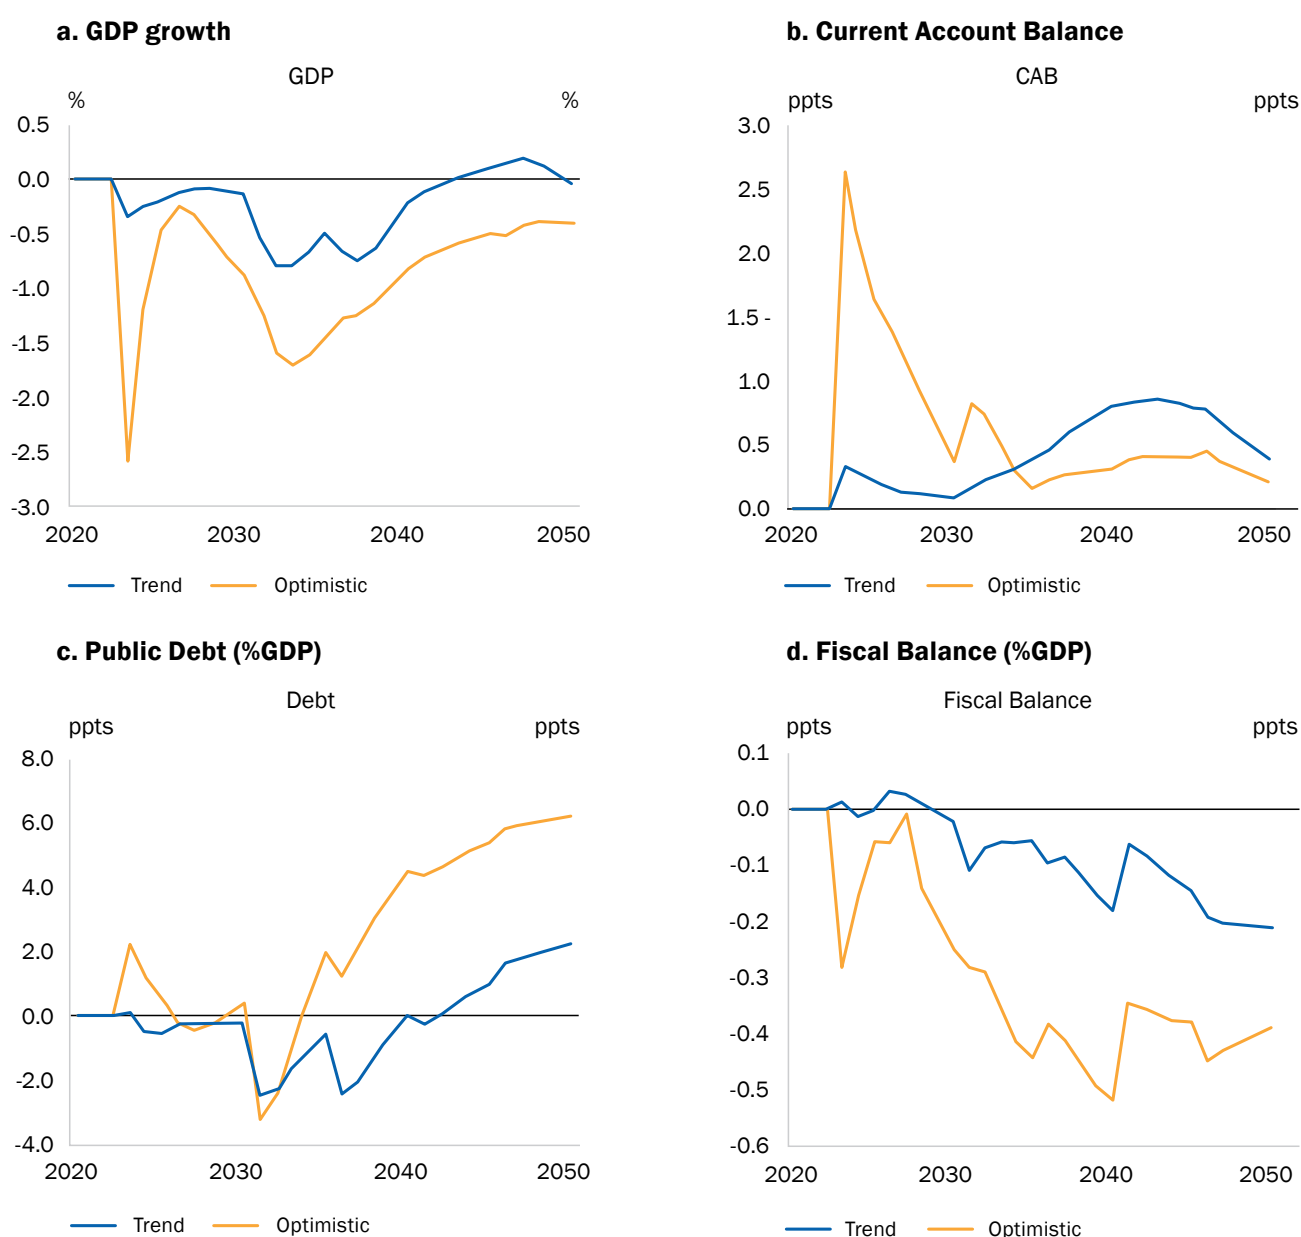 a. GDP growth
GDP
% %
0.5
0.0
-0.5
-1.0
-1.5
-2.0
-2.5
-3.0
2020 2030 2040 2050
Trend Optimistic
b. Current Account Balance
CAB
ppts ppts
3.0
2.5
2.0
1.5 -
1.0
0.5
0.0
2020 2030 2040 2050
Trend Optimistic
c. Public Debt (%GDP)
Debt
ppts ppts
8.0
6.0
4.0
2.0
0.0
-2.0
-4.0
2020 2030 2040 2050
Trend Optimistic
d. Fiscal Balance (%GDP)
Fiscal Balance
ppts ppts
0.1
0.0
-0.1
-0.2
-0.3
-0.4
-0.5
-0.6
2020 2030 2040 2050
Trend Optimistic